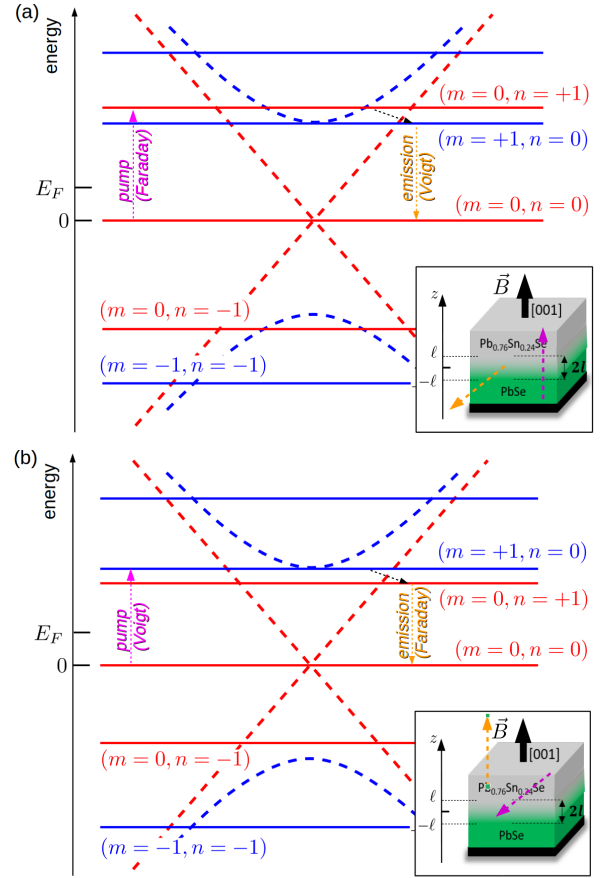 (a)
energy
(m = 0, n = +1)
(m = +1, n = 0)
pump
(Faraday)
emission
(Voigt)
E_F
0
(m = 0, n = 0)
(m = 0, n = −1)
(m = −1, n = −1)
z
B⃗
[001]
Pb0.76Sn0.24Se
ℓ
−ℓ
2l
PbSe
(b)
energy
(m = +1, n = 0)
(m = 0, n = +1)
pump
(Voigt)
emission
(Faraday)
E_F
0
(m = 0, n = 0)
(m = 0, n = −1)
(m = −1, n = −1)
z
B⃗
[001]
Pb0.76Sn0.24Se
ℓ
−ℓ
2l
PbSe